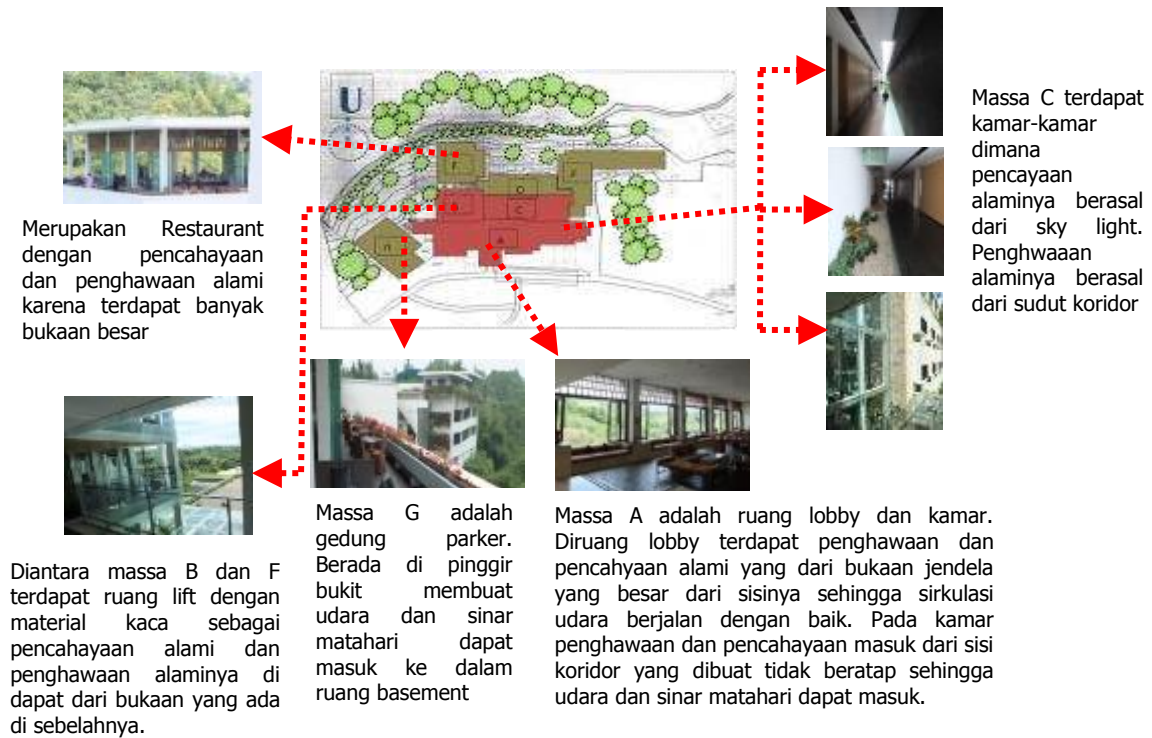 U
F
F
D
C
A
Merupakan Restaurant
dengan pencahayaan
dan penghawaan alami
karena terdapat banyak
bukaan besar
Massa C terdapat
kamar-kamar
dimana
pencayaan
alaminya berasal
dari sky light.
Penghwaaan
alaminya berasal
dari sudut koridor
Diantara massa B dan F
terdapat ruang lift dengan
material kaca sebagai
pencahayaan alami dan
penghawaan alaminya di
dapat dari bukaan yang ada
di sebelahnya.
Massa G adalah
gedung parker.
Berada di pinggir
bukit membuat
udara dan sinar
matahari dapat
masuk ke dalam
ruang basement
Massa A adalah ruang lobby dan kamar.
Diruang lobby terdapat penghawaan dan
pencahyaan alami yang dari bukaan jendela
yang besar dari sisinya sehingga sirkulasi
udara berjalan dengan baik. Pada kamar
penghawaan dan pencahayaan masuk dari sisi
koridor yang dibuat tidak beratap sehingga
udara dan sinar matahari dapat masuk.